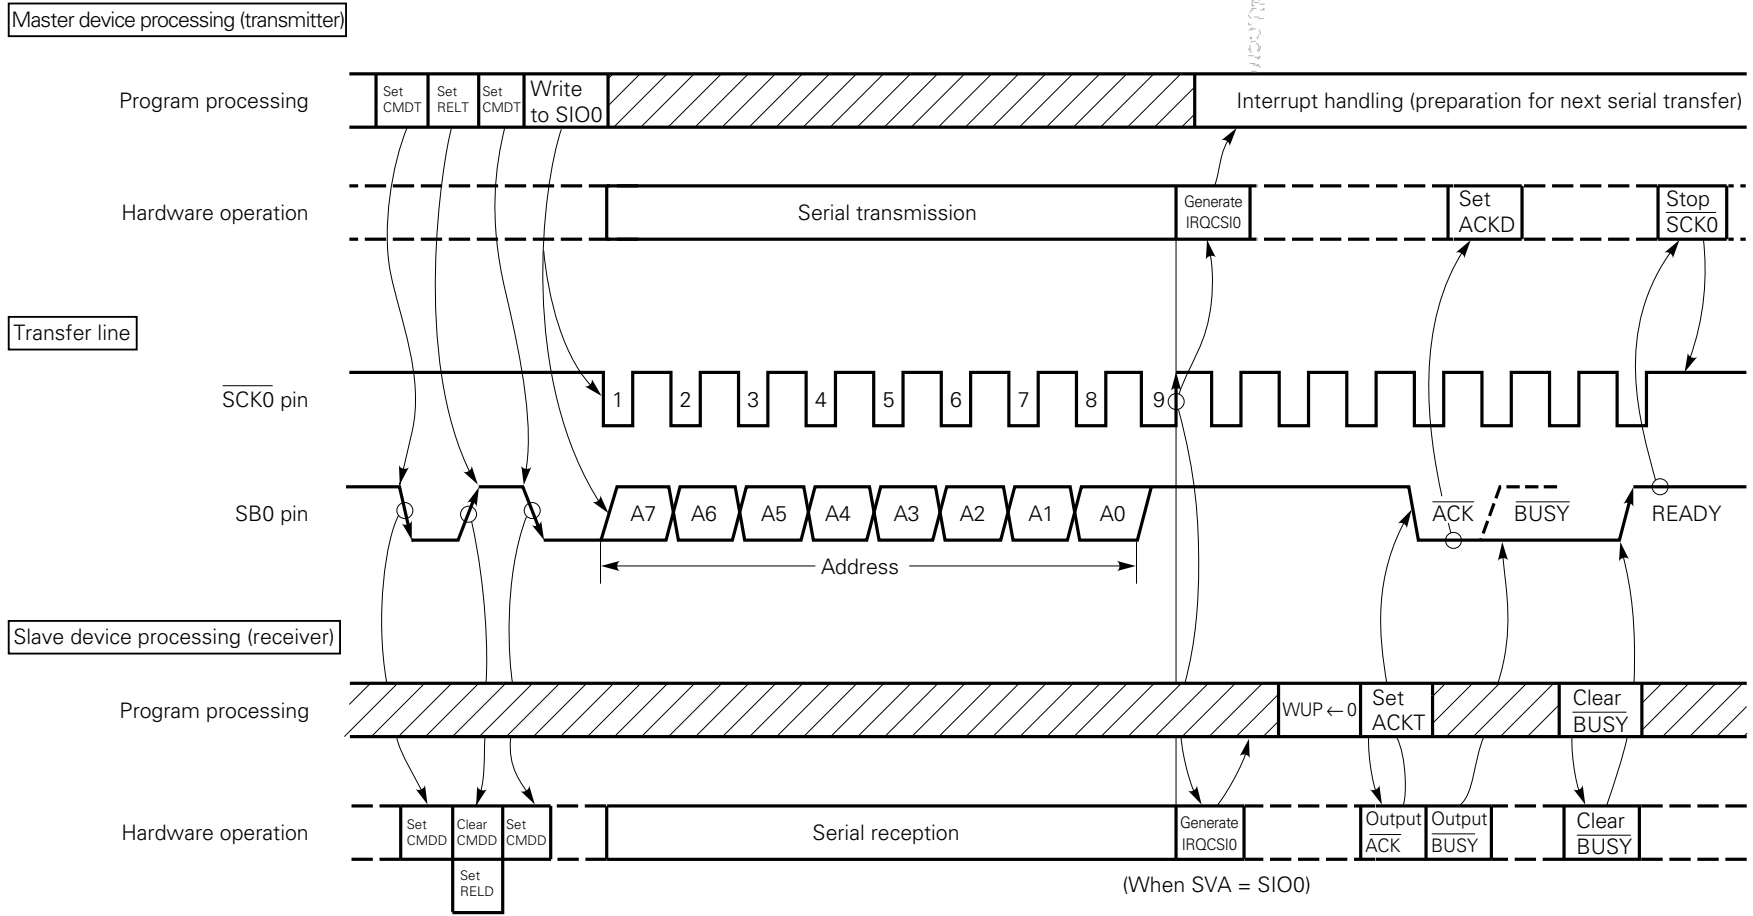 Master device processing (transmitter)
Program processing
Set CMDT
Set RELT
Set CMDT
Write to SIO0
Interrupt handling (preparation for next serial transfer)
Hardware operation
Serial transmission
Generate IRQCSI0
Set ACKD
Stop SCK0
Transfer line
SCK0 pin
1 2 3 4 5 6 7 8 9
SB0 pin
A7 A6 A5 A4 A3 A2 A1 A0
ACK BUSY READY
Address
Slave device processing (receiver)
Program processing
WUP ← 0
Set ACKT
Clear BUSY
Hardware operation
Set CMDD
Clear CMDD
Set CMDD
Serial reception
Generate IRQCSI0
Output ACK
Output BUSY
Clear BUSY
Set RELD
(When SVA = SIO0)